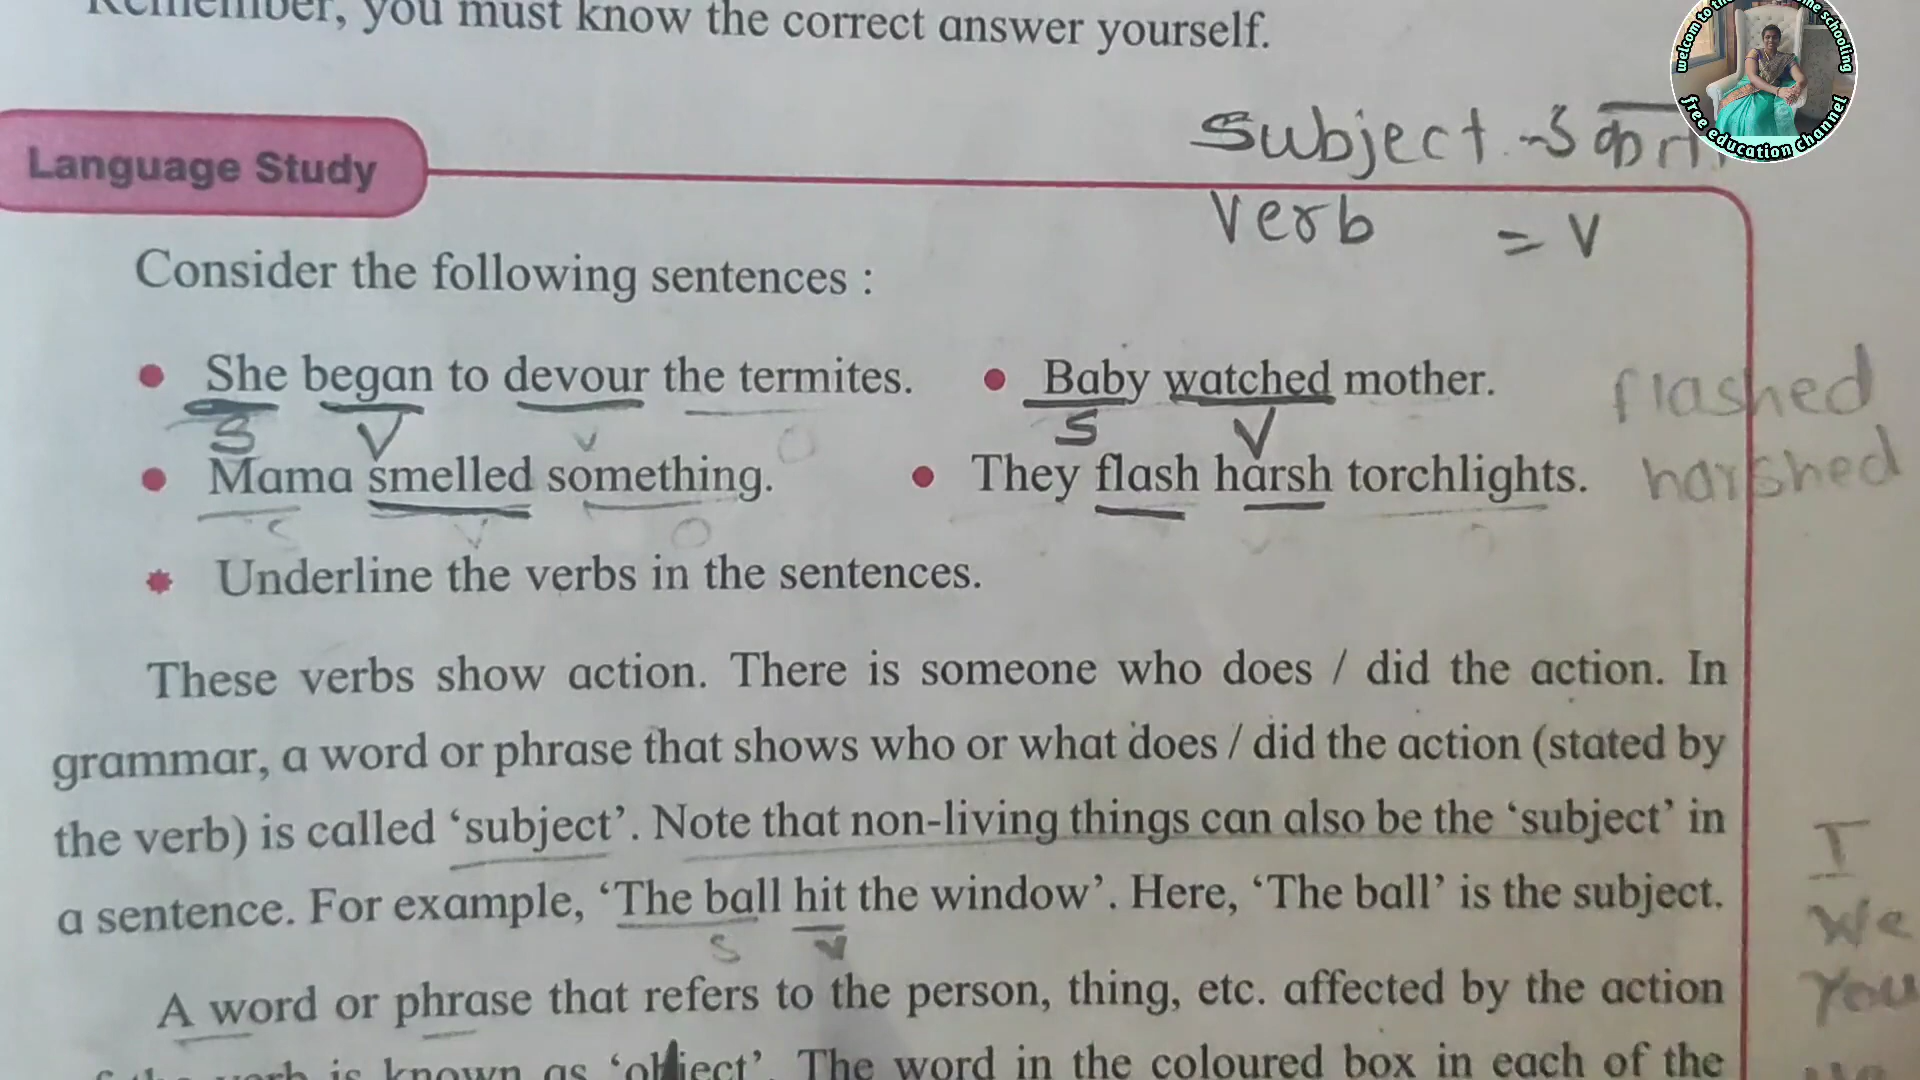 Remember, you must know the correct answer yourself.
welcom to the me schooling
free education channel
Subject → S
Language Study
Verb = V
Consider the following sentences :
• She began to devour the termites. • Baby watched mother.
flashed
S V V O S V
• Mama smelled something. • They flash harsh torchlights.
harshed
S V O V
* Underline the verbs in the sentences.
These verbs show action. There is someone who does / did the action. In
grammar, a word or phrase that shows who or what does / did the action (stated by
the verb) is called ‘subject’. Note that non-living things can also be the ‘subject’ in
I
a sentence. For example, ‘The ball hit the window’. Here, ‘The ball’ is the subject.
We
S V
A word or phrase that refers to the person, thing, etc. affected by the action
You
verb is known as ‘object’. The word in the coloured box in each of the